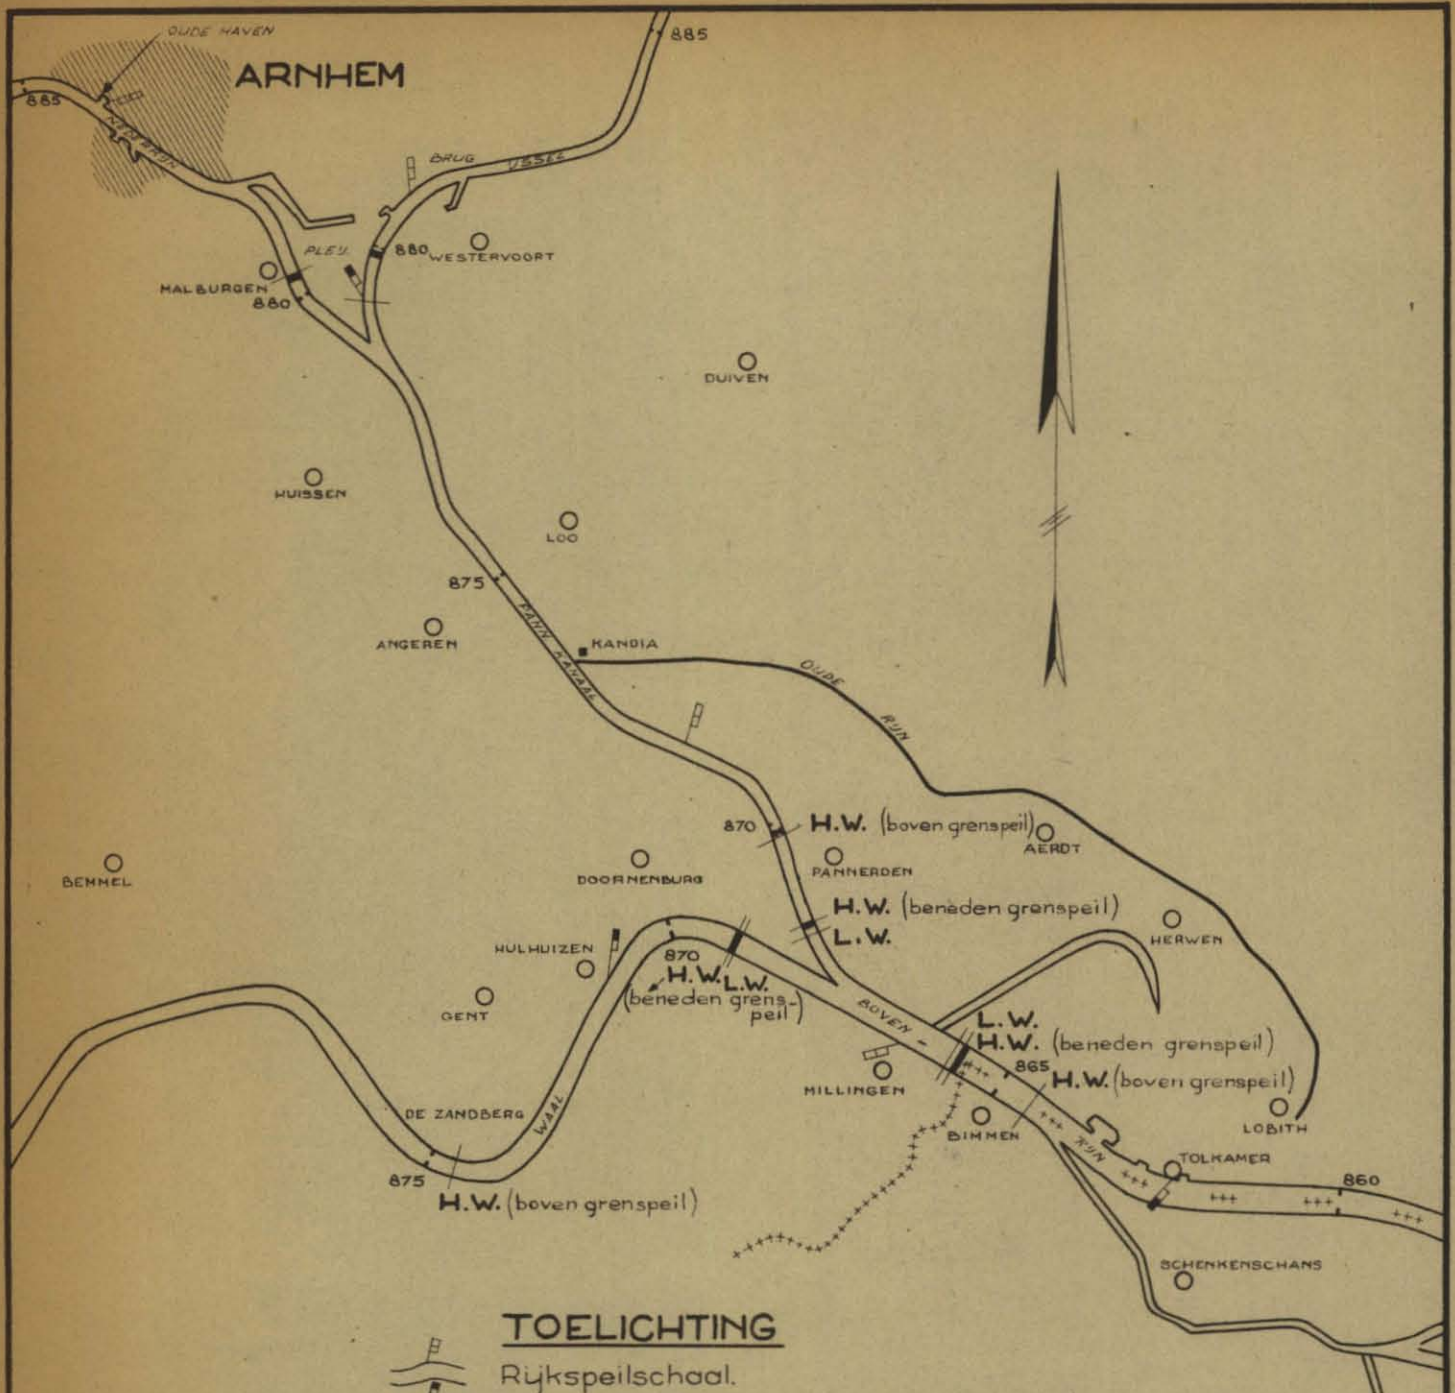 OUDE HAVEN
ARNHEM
885
885
NEDERRIJN
BRUG
IJSSEL
PLEIJ
880
WESTERVOORT
MALBURGEN
880
DUIVEN
HUISSEN
LOO
875
PANN. KANAAL
ANGEREN
KANDIA
OUDE RIJN
870
H.W. (boven grenspeil)
AERDT
PANNERDEN
BEMMEL
DOORNENBURG
H.W. (beneden grenspeil)
L.W.
HERWEN
HULHUIZEN
870
H.W. L.W.
(beneden grens-
peil)
GENT
BOVEN -
L.W.
H.W. (beneden grenspeil)
865
H.W. (boven grenspeil)
MILLINGEN
DE ZANDBERG
WAAL
BIMMEN
LOBITH
RIJN
TOLKAMER
875
860
H.W. (boven grenspeil)
SCHENKENSCHANS
TOELICHTING
Rijkspeilschaal.